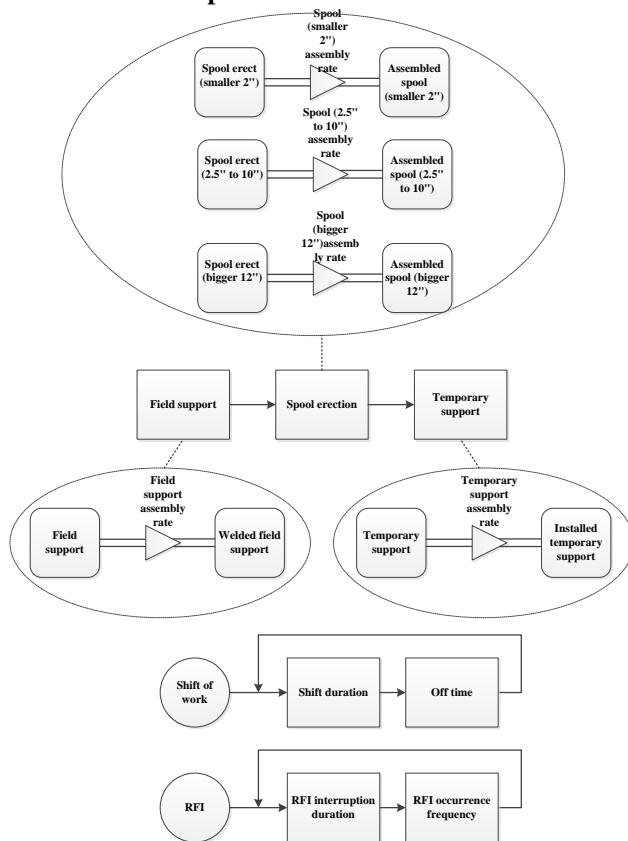 Spool
(smaller
2")
assembly
rate
Spool erect
(smaller 2")
Assembled
spool
(smaller 2")
Spool (2.5"
to 10")
assembly
rate
Spool erect
(2.5" to 10")
Assembled
spool (2.5"
to 10")
Spool
(bigger
12")assemb
ly rate
Spool erect
(bigger 12")
Assembled
spool (bigger
12")
Field support
Spool erection
Temporary
support
Field
support
assembly
rate
Field
support
Welded field
support
Temporary
support
assembly
rate
Temporary
support
Installed
temporary
support
Shift of
work
Shift duration
Off time
RFI
RFI interruption
duration
RFI occurrence
frequency